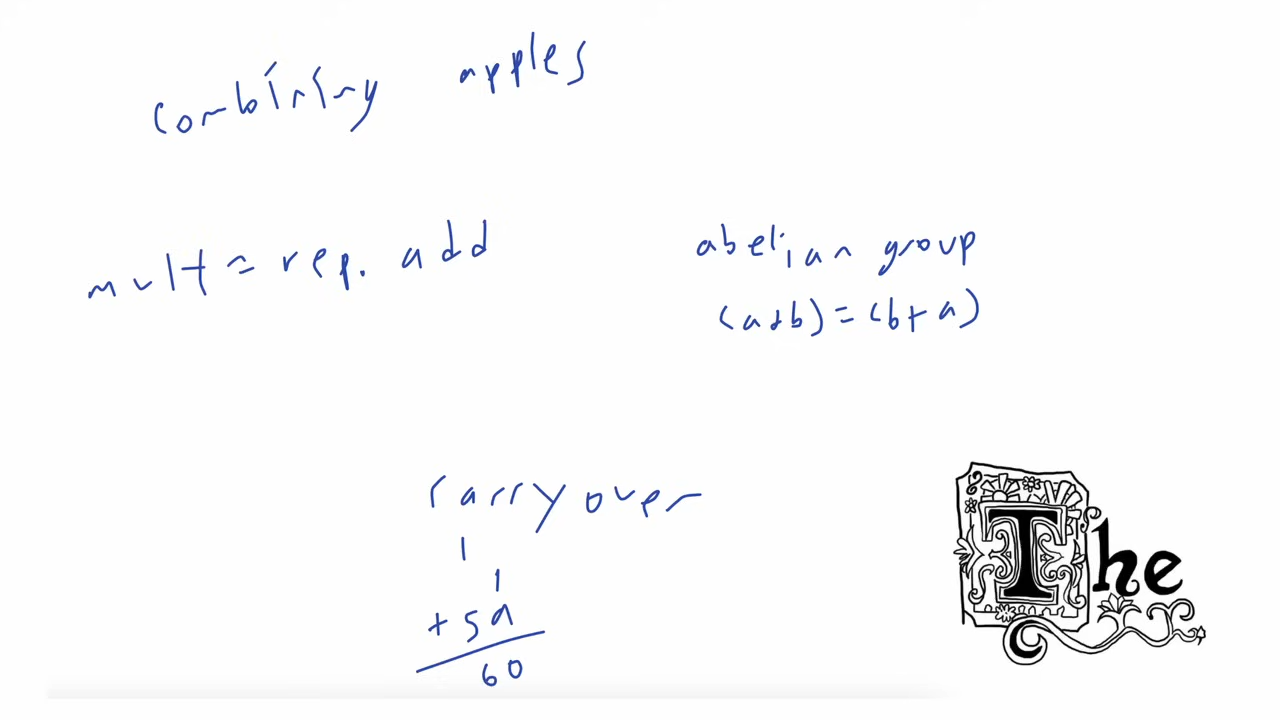 combining apples
mult = rep. add
abelian group
(a+b) = (b+a)
carry over
1
1
+ 59
60
The